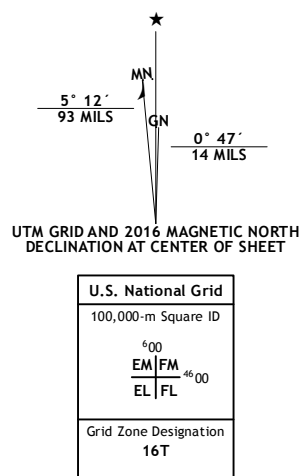 ★
MN
5° 12´
93 MILS
GN
0° 47´
14 MILS
UTM GRID AND 2016 MAGNETIC NORTH
DECLINATION AT CENTER OF SHEET
U.S. National Grid
100,000-m Square ID
600
EM FM
4600
EL FL
Grid Zone Designation
16T